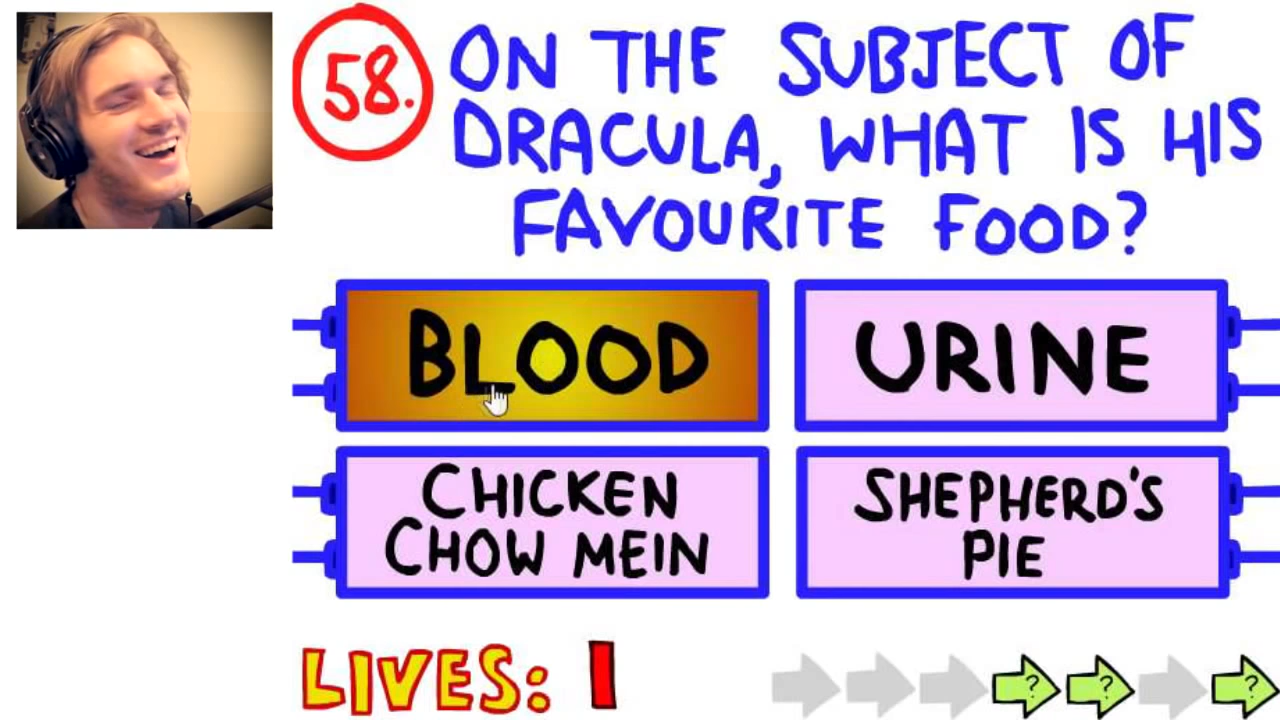 58.
ON THE SUBJECT OF
DRACULA, WHAT IS HIS
FAVOURITE FOOD?
BLOOD
URINE
CHICKEN
CHOW MEIN
SHEPHERD'S
PIE
LIVES: 1
? ? ?